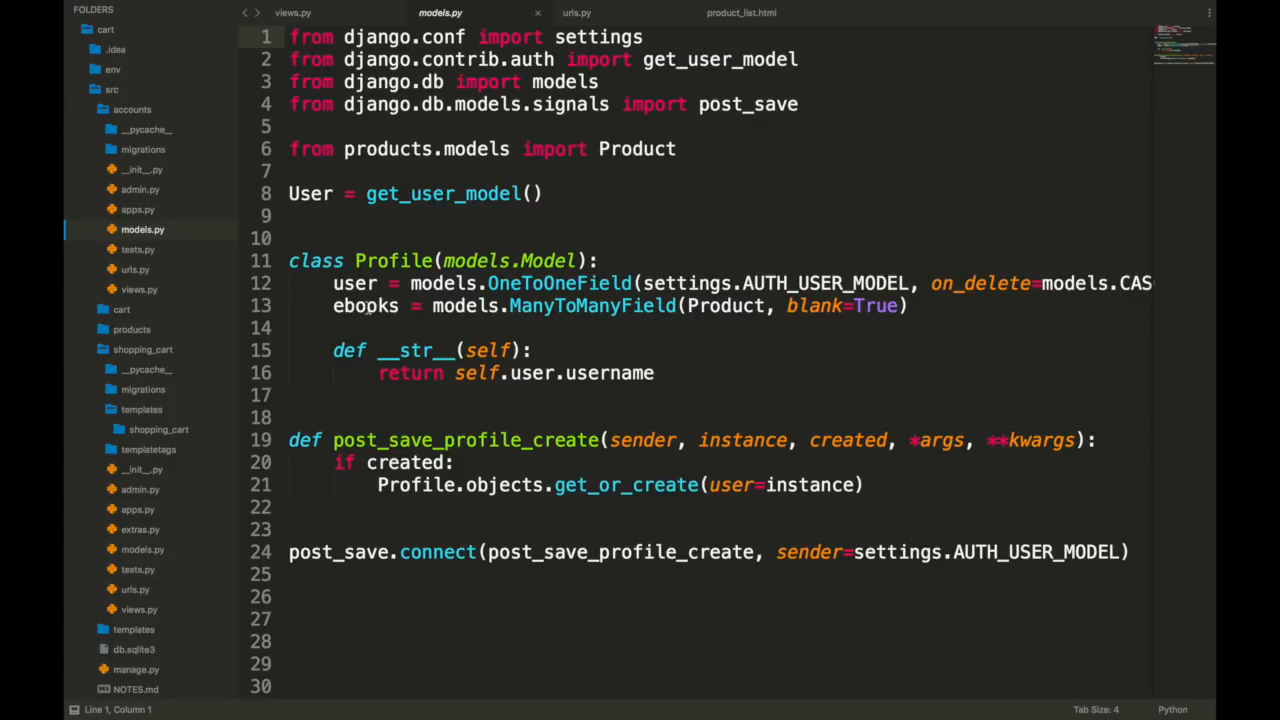 FOLDERS
cart
.idea
env
src
accounts
__pycache__
migrations
__init__.py
admin.py
apps.py
models.py
tests.py
urls.py
views.py
cart
products
shopping_cart
__pycache__
migrations
templates
shopping_cart
templatetags
__init__.py
admin.py
apps.py
extras.py
models.py
tests.py
urls.py
views.py
templates
db.sqlite3
manage.py
NOTES.md
views.py models.py × urls.py product_list.html
1 from django.conf import settings
2 from django.contrib.auth import get_user_model
3 from django.db import models
4 from django.db.models.signals import post_save
5
6 from products.models import Product
7
8 User = get_user_model()
9
10
11 class Profile(models.Model):
12 user = models.OneToOneField(settings.AUTH_USER_MODEL, on_delete=models.CAS
13 ebooks = models.ManyToManyField(Product, blank=True)
14
15 def __str__(self):
16 return self.user.username
17
18
19 def post_save_profile_create(sender, instance, created, *args, **kwargs):
20 if created:
21 Profile.objects.get_or_create(user=instance)
22
23
24 post_save.connect(post_save_profile_create, sender=settings.AUTH_USER_MODEL)
25
26
27
28
29
30
Line 1, Column 1 Tab Size: 4 Python